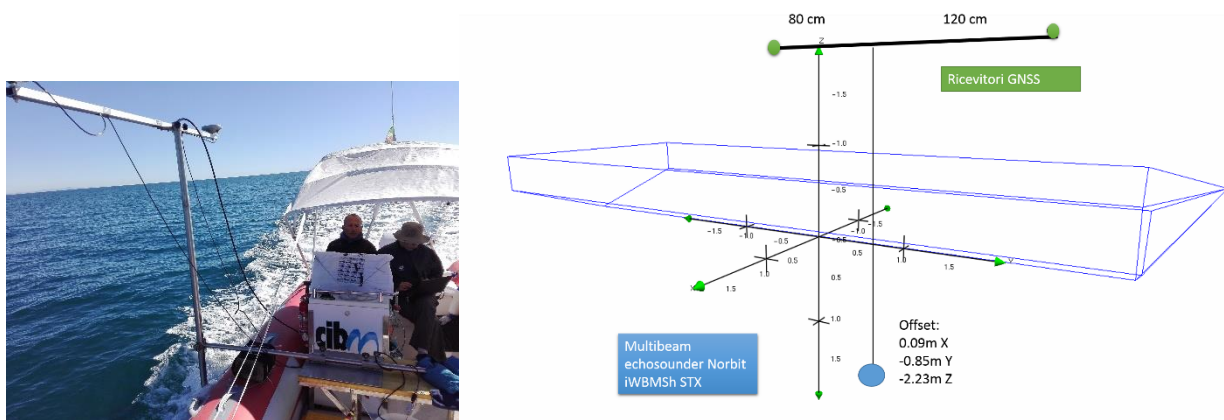 cibm
80 cm
120 cm
Z
Ricevitori GNSS
-1.5
-1.0
-0.5
-1.5
-1.0
-0.5
-0.5
-1.0
-1.5
0.5
1.0
1.5
0.5
1.0
1.5
X
Y
0.5
1.0
1.5
Multibeam
echosounder Norbit
iWBMSh STX
Offset:
0.09m X
-0.85m Y
-2.23m Z